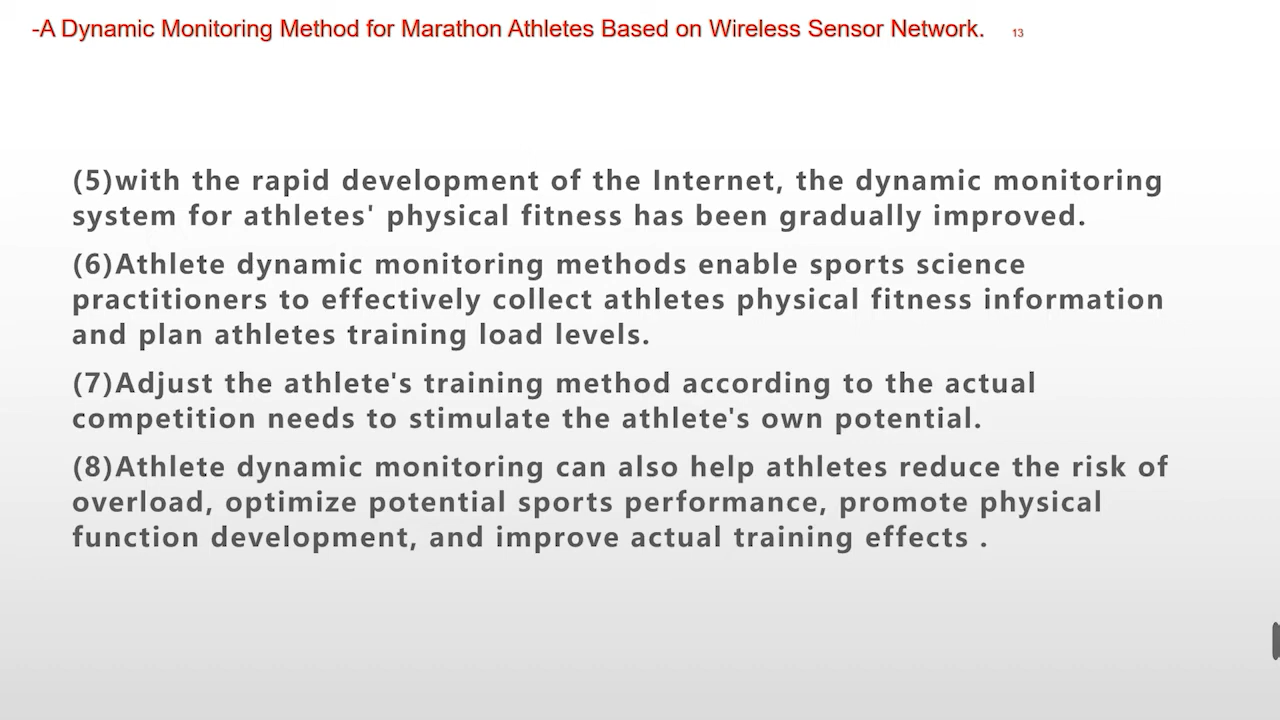 -A Dynamic Monitoring Method for Marathon Athletes Based on Wireless Sensor Network. 13
(5)with the rapid development of the Internet, the dynamic monitoring
system for athletes' physical fitness has been gradually improved.
(6)Athlete dynamic monitoring methods enable sports science
practitioners to effectively collect athletes physical fitness information
and plan athletes training load levels.
(7)Adjust the athlete's training method according to the actual
competition needs to stimulate the athlete's own potential.
(8)Athlete dynamic monitoring can also help athletes reduce the risk of
overload, optimize potential sports performance, promote physical
function development, and improve actual training effects .